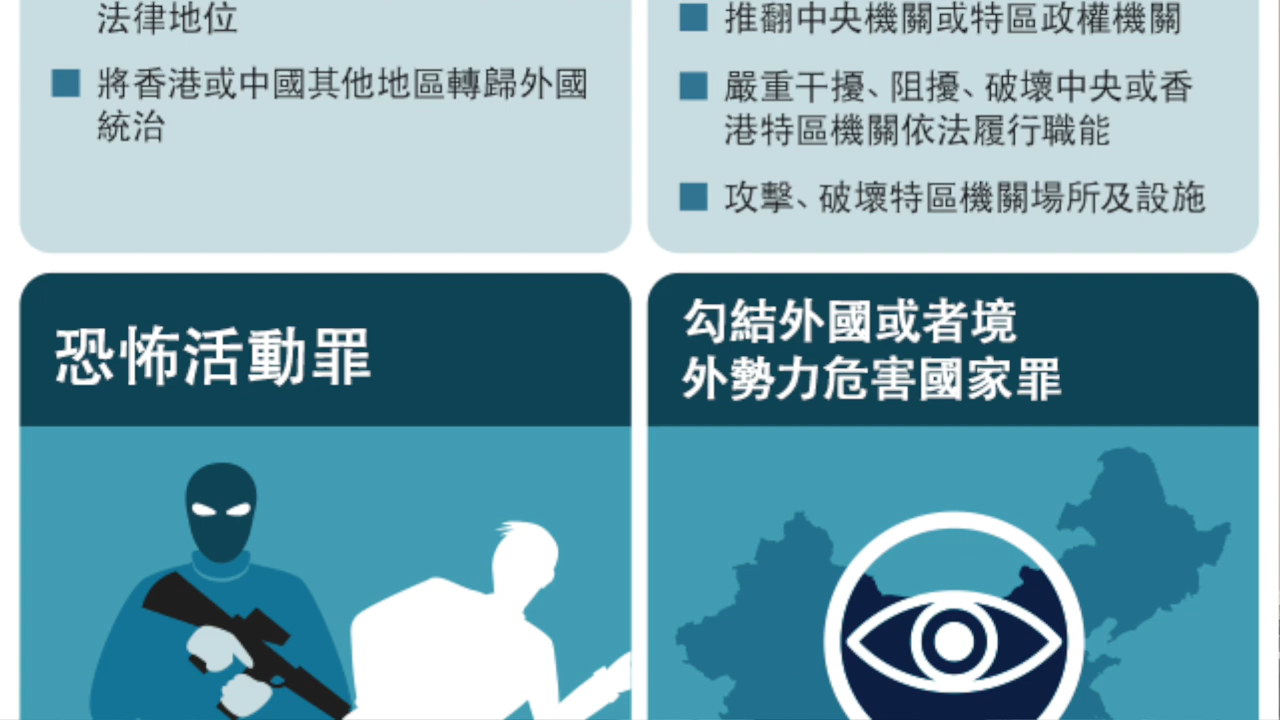 法律地位
將香港或中國其他地區轉歸外國
統治
推翻中央機關或特區政權機關
嚴重干擾、阻擾、破壞中央或香
港特區機關依法履行職能
攻擊、破壞特區機關場所及設施
恐怖活動罪
勾結外國或者境
外勢力危害國家罪